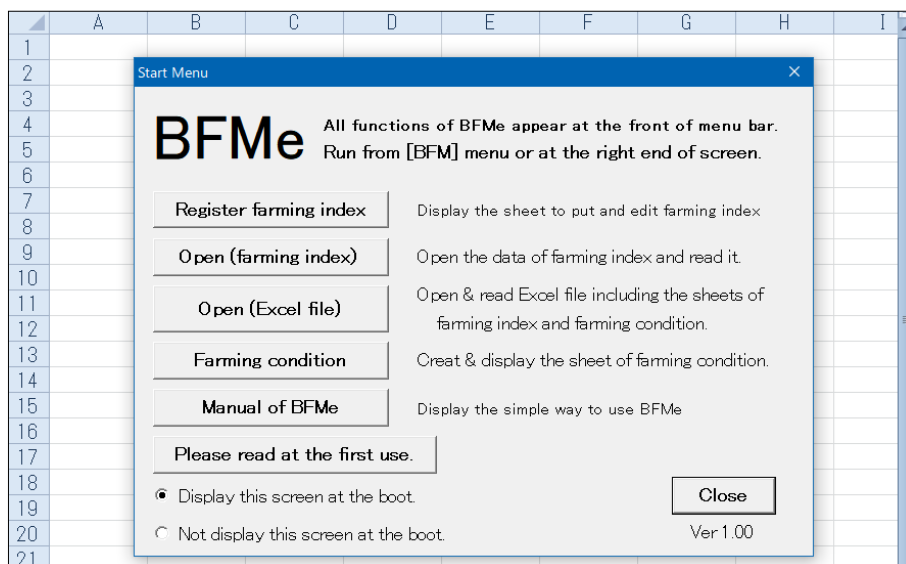 A B C D E F G H I
1
2
Start Menu
3
4
BFMe
All functions of BFMe appear at the front of menu bar.
5
Run from [BFM] menu or at the right end of screen.
6
7
Register farming index
Display the sheet to put and edit farming index
8
9
Open (farming index)
Open the data of farming index and read it.
10
11
Open (Excel file)
Open & read Excel file including the sheets of
12
farming index and farming condition.
13
Farming condition
Creat & display the sheet of farming condition.
14
15
Manual of BFMe
Display the simple way to use BFMe
16
17
Please read at the first use.
18
Display this screen at the boot.
Close
19
20
Not display this screen at the boot.
Ver 1.00
21